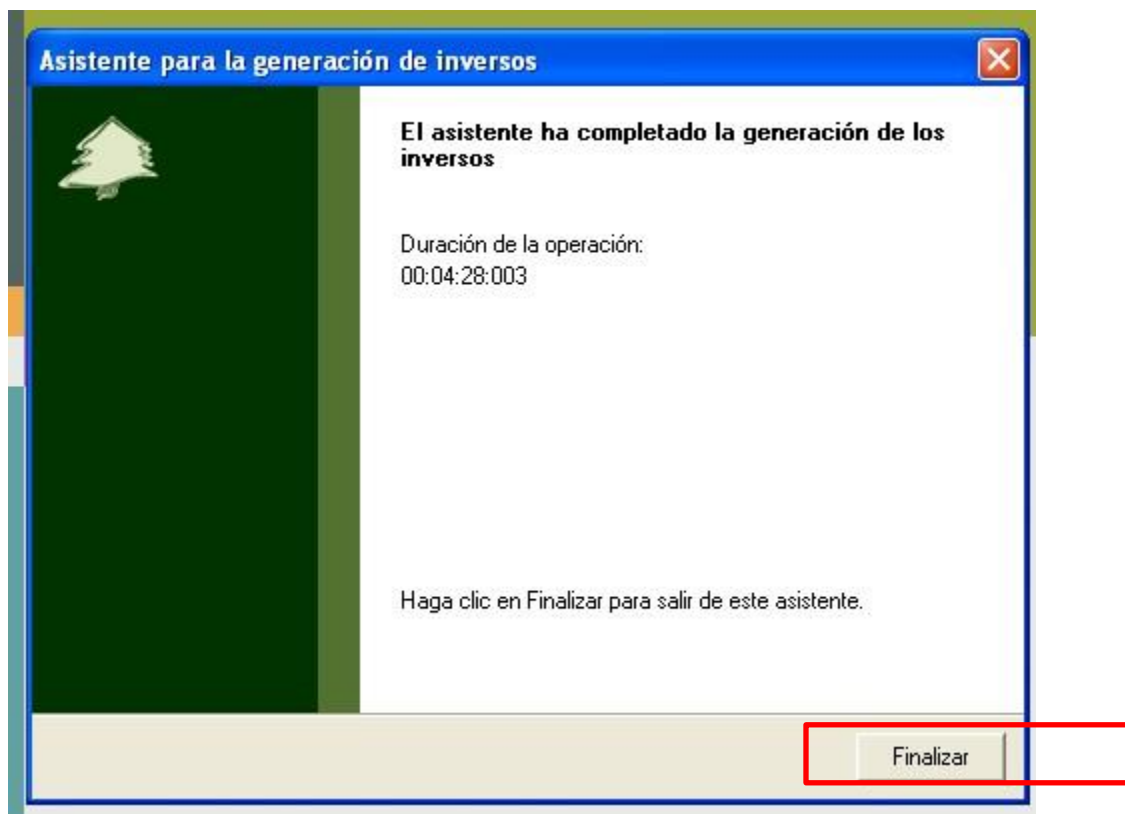 Asistente para la generación de inversos
El asistente ha completado la generación de los
inversos
Duración de la operación:
00:04:28:003
Haga clic en Finalizar para salir de este asistente.
Finalizar